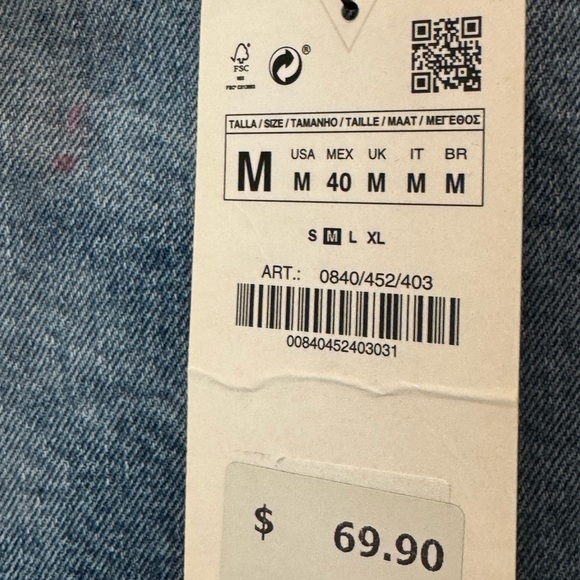 ®
FSC
TALLA / SIZE / TAMANHO / TAILLE / MAAT / ΜΕΓΕΘΟΣ
M USA MEX UK IT BR
M 40 M M M
S M L XL
ART.: 0840/452/403
00840452403031
$ 69.90